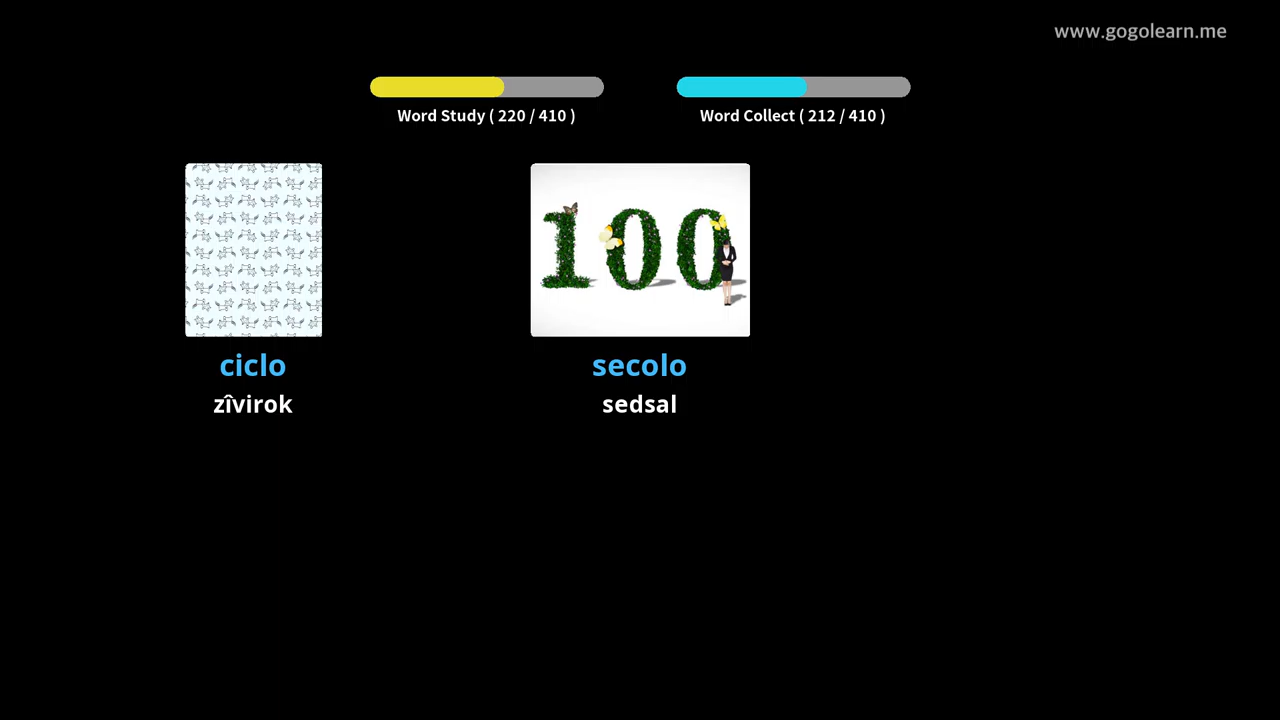 www.gogolearn.me
Word Study ( 220 / 410 )
Word Collect ( 212 / 410 )
100
ciclo
zîvirok
secolo
sedsal